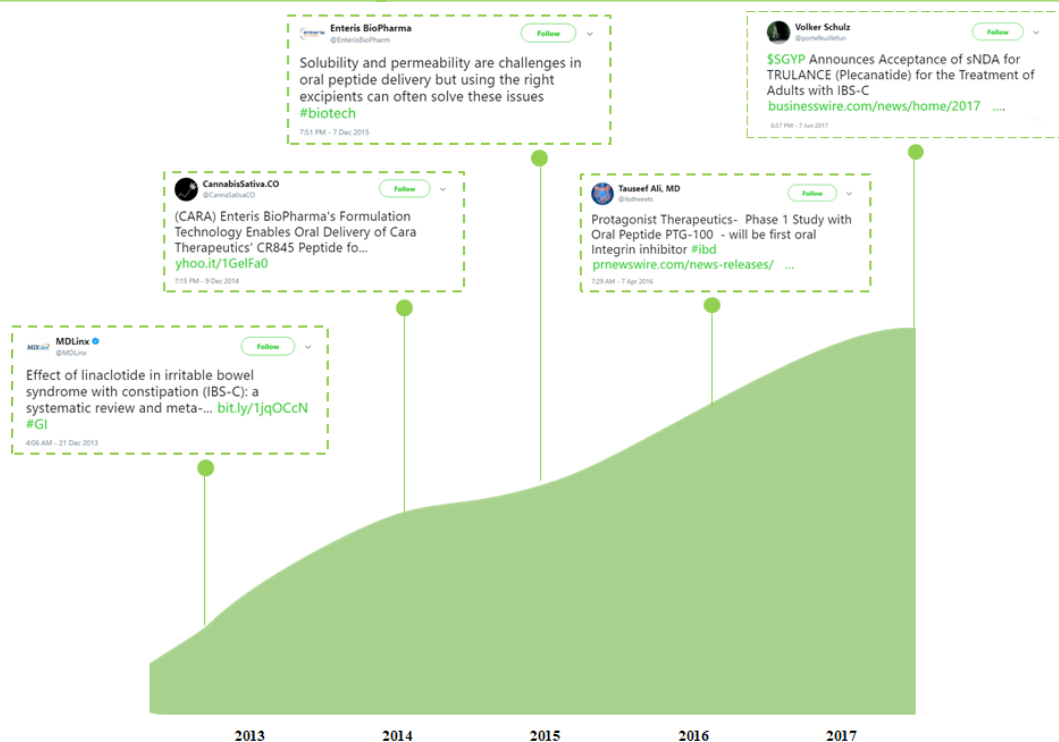 Enteris BioPharma
@EnterisBioPharm
Follow
Solubility and permeability are challenges in
oral peptide delivery but using the right
excipients can often solve these issues
#biotech
7:51 PM - 7 Dec 2015
Volker Schulz
@portefeuillefun
Follow
$SGYP Announces Acceptance of sNDA for
TRULANCE (Plecanatide) for the Treatment of
Adults with IBS-C
businesswire.com/news/home/2017 ....
6:57 PM - 7 Jun 2017
CannabisSativa.CO
@CannaSativaCO
Follow
(CARA) Enteris BioPharma's Formulation
Technology Enables Oral Delivery of Cara
Therapeutics' CR845 Peptide fo...
yhoo.it/1GelFa0
7:15 PM - 9 Dec 2014
Tauseef Ali, MD
@ibdtweets
Follow
Protagonist Therapeutics- Phase 1 Study with
Oral Peptide PTG-100 - will be first oral
Integrin inhibitor #ibd
prnewswire.com/news-releases/ ...
7:29 AM - 7 Apr 2016
MDLinx
MDLinx
@MDLinx
Follow
Effect of linaclotide in irritable bowel
syndrome with constipation (IBS-C): a
systematic review and meta-... bit.ly/1jqOCcN
#GI
4:06 AM - 21 Dec 2013
2013 2014 2015 2016 2017